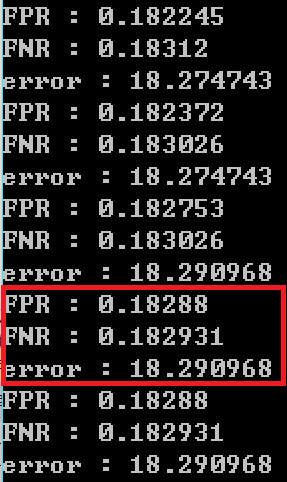 FPR : 0.182245
FNR : 0.18312
error : 18.274743
FPR : 0.182372
FNR : 0.183026
error : 18.274743
FPR : 0.182753
FNR : 0.183026
error : 18.290968
FPR : 0.18288
FNR : 0.182931
error : 18.290968
FPR : 0.18288
FNR : 0.182931
error : 18.290968